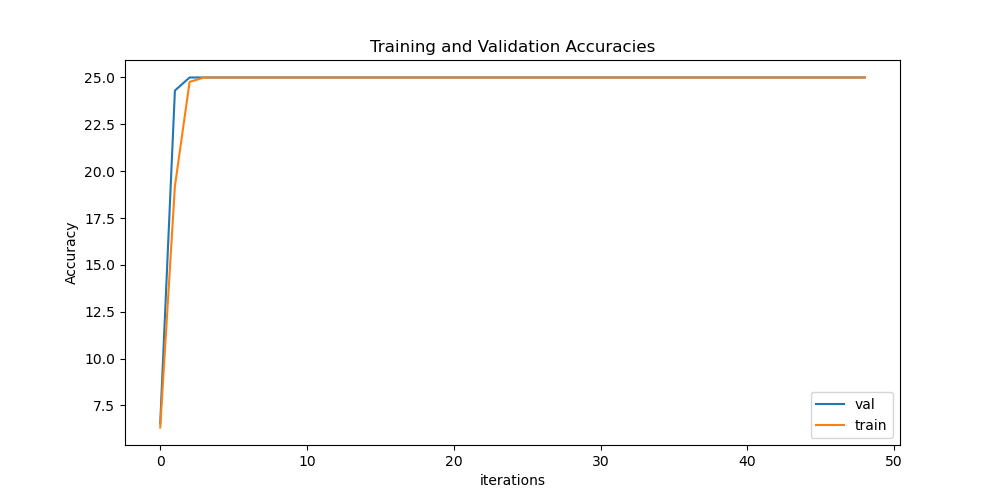 Training and Validation Accuracies
25.0
22.5
20.0
17.5
15.0
12.5
10.0
7.5
Accuracy
0 10 20 30 40 50
iterations
val
train